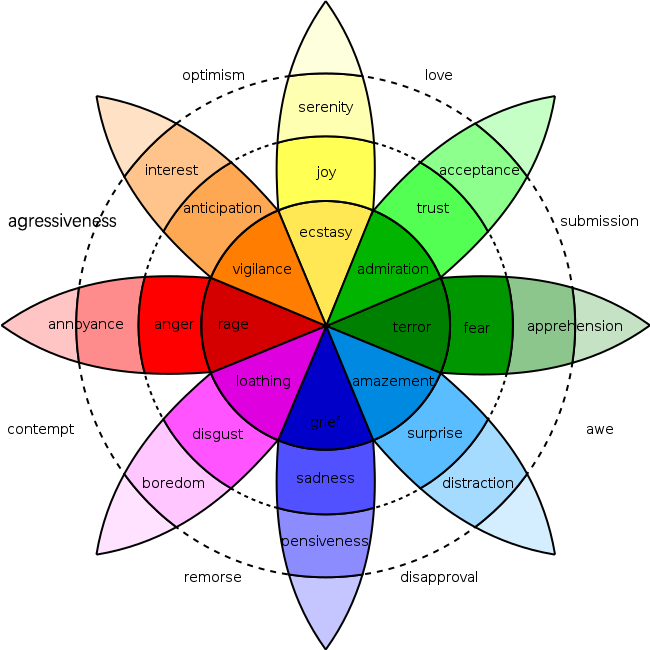 optimism
love
serenity
interest
acceptance
joy
anticipation
trust
agressiveness
submission
ecstasy
vigilance
admiration
annoyance
anger
rage
terror
fear
apprehension
loathing
amazement
grief
contempt
disgust
surprise
awe
sadness
boredom
distraction
pensiveness
remorse
disapproval